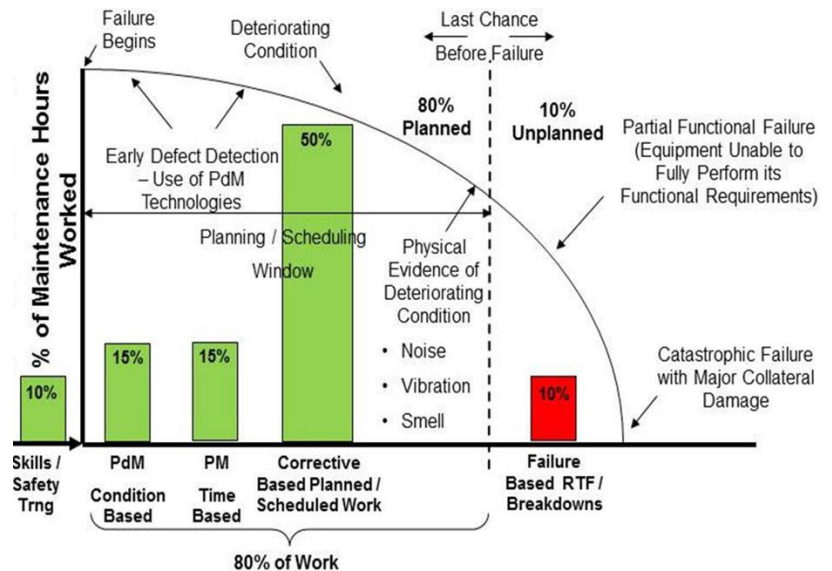 Failure
Begins
Deteriorating
Condition
Last Chance
Before Failure
80%
Planned
10%
Unplanned
Partial Functional Failure
(Equipment Unable to
Fully Perform its
Functional Requirements)
Early Defect Detection
– Use of PdM
Technologies
50%
Planning / Scheduling
Window
Physical
Evidence of
Deteriorating
Condition
• Noise
• Vibration
• Smell
% of Maintenance Hours
Worked
10%
15%
15%
10%
Catastrophic Failure
with Major Collateral
Damage
Skills /
Safety
Trng
PdM
Condition
Based
PM
Time
Based
Corrective
Based Planned /
Scheduled Work
Failure
Based RTF /
Breakdowns
80% of Work